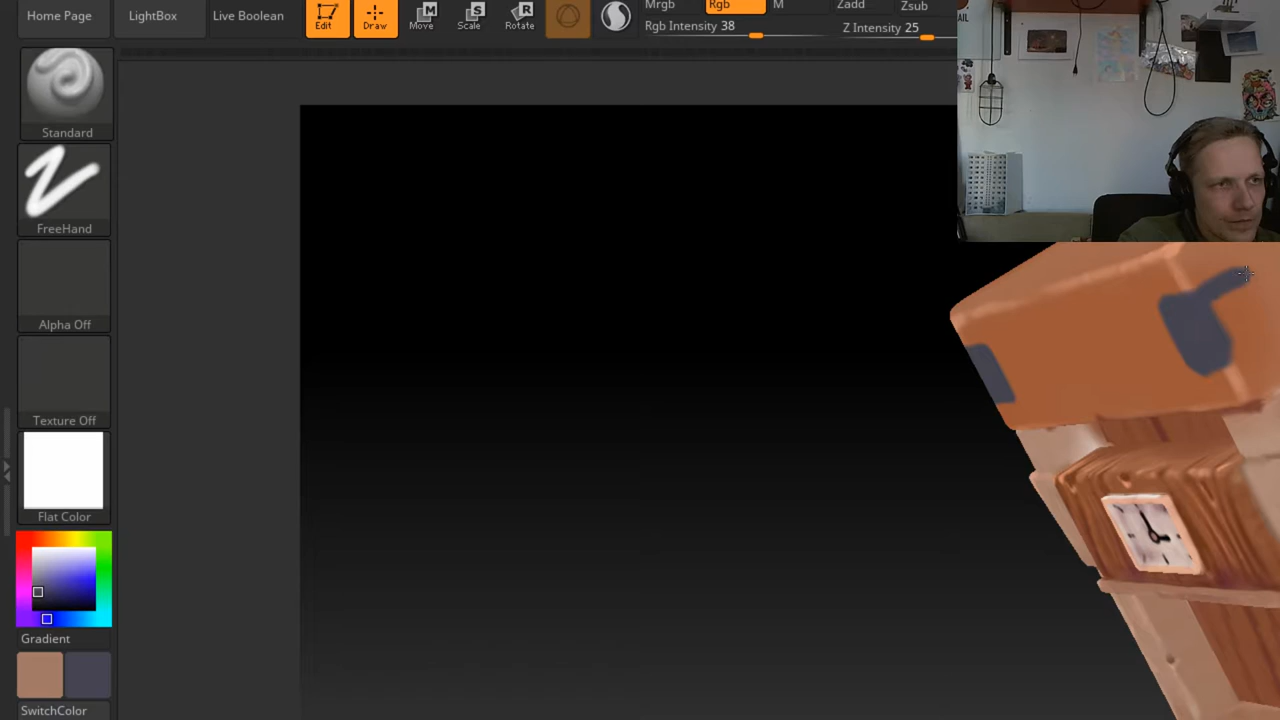 Home Page
LightBox
Live Boolean
Edit
Draw
Move
Scale
Rotate
Mrgb
Rgb
M
Zadd
Zsub
Rgb Intensity 38
Z Intensity 25
Standard
FreeHand
Alpha Off
Texture Off
Flat Color
Gradient
SwitchColor